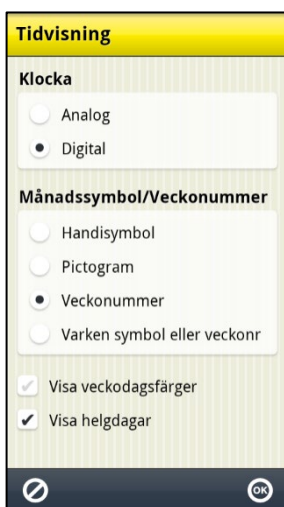 Tidvisning
Klocka
Analog
Digital
Månadssymbol/Veckonummer
Handisymbol
Pictogram
Veckonummer
Varken symbol eller veckonr
Visa veckodagsfärger
Visa helgdagar
OK